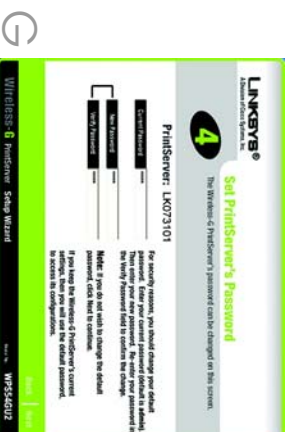 G
LINKSYS®
A Division of Cisco Systems, Inc.
4
Set PrintServer's Password
The Wireless-G PrintServer's password can be changed on this screen.
PrintServer: LK073101
Current Password
New Password
Verify Password
For security reasons, you should change your default
password. Enter your current password (default is admin).
Then enter your new password. Re-enter your password in
the Verify Password field to confirm the change.
Note: If you do not wish to change the default
password, click Next to continue.
If you keep the Wireless-G PrintServer's current
settings, then you will use the default password,
to access its configurations.
Wireless-G PrintServer Setup Wizard
Model No. WPS54GU2
Back
Next